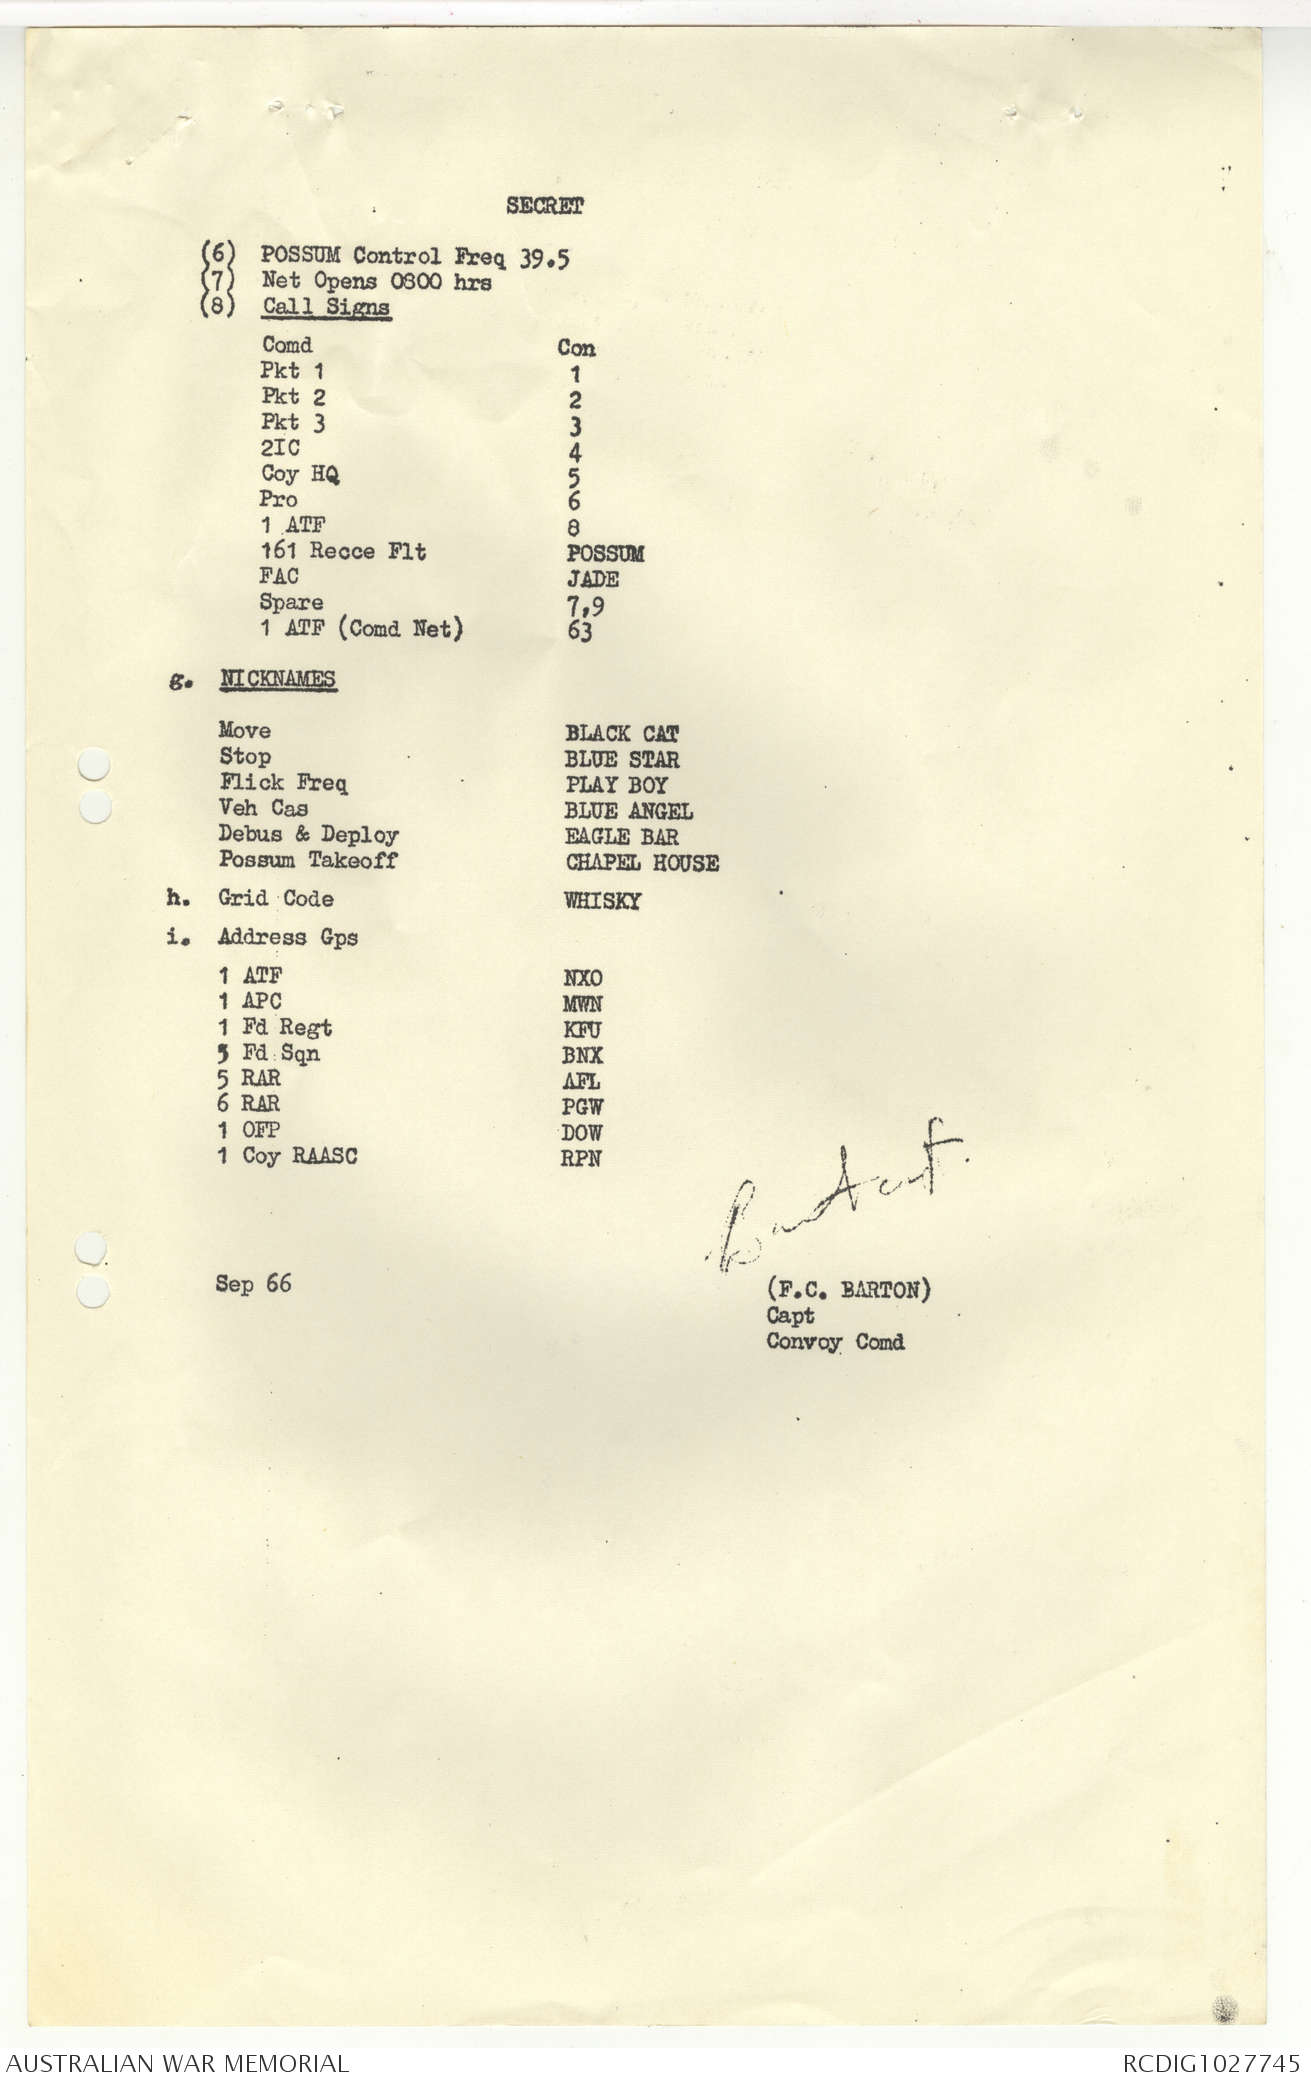 SECRET
(6) POSSUM Control Freq 39.5
(7) Net Opens 0800 hrs
(8) Call Signs
Comd Con
Pkt 1 1
Pkt 2 2
Pkt 3 3
2IC 4
Coy HQ 5
Pro 6
1 ATF 8
161 Recce Flt POSSUM
FAC JADE
Spare 7,9
1 ATF (Comd Net) 63
g. NICKNAMES
Move BLACK CAT
Stop BLUE STAR
Flick Freq PLAY BOY
Veh Cas BLUE ANGEL
Debus & Deploy EAGLE BAR
Possum Takeoff CHAPEL HOUSE
h. Grid Code WHISKY
i. Address Gps
1 ATF NXO
1 APC MWN
1 Fd Regt KFU
Fd Sqn BNX
5 RAR AFL
6 RAR PGW
1 OFP DOW
1 Coy RAASC RPN
Sep 66
(F.C. BARTON)
Capt
Convoy Comd
AUSTRALIAN WAR MEMORIAL
RCDIG1027745